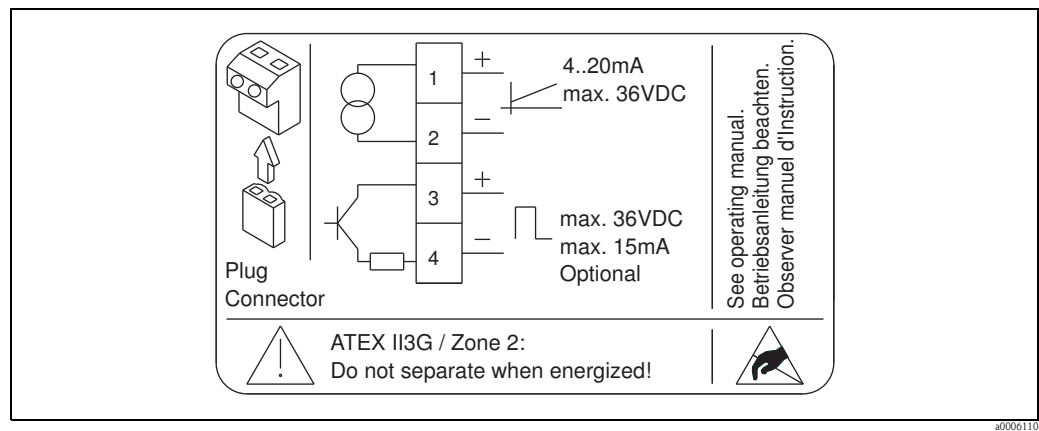 Plug
Connector
1
2
3
4
+
−
+
−
4..20mA
max. 36VDC
max. 36VDC
max. 15mA
Optional
See operating manual.
Betriebsanleitung beachten.
Observer manuel d'Instruction.
ATEX II3G / Zone 2:
Do not separate when energized!
a0006110